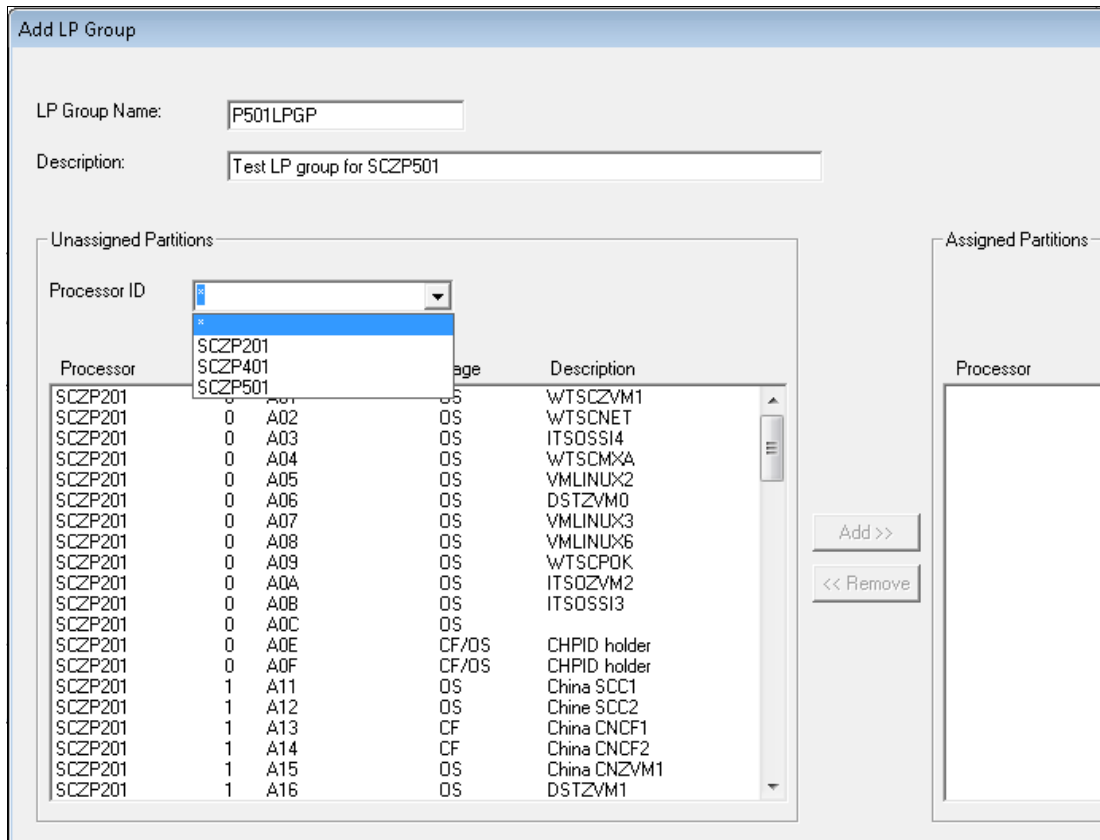 Add LP Group
LP Group Name: P501LPGP
Description: Test LP group for SCZP501
Unassigned Partitions
Assigned Partitions
Processor ID *
*
SCZP201
SCZP401
SCZP501
Processor Description
SCZP201 OS WTSCZVM1
SCZP201 0 A02 OS WTSCNET
SCZP201 0 A03 OS ITSOSSI4
SCZP201 0 A04 OS WTSCMXA
SCZP201 0 A05 OS VMLINUX2
SCZP201 0 A06 OS DSTZVM0
SCZP201 0 A07 OS VMLINUX3
SCZP201 0 A08 OS VMLINUX6
SCZP201 0 A09 OS WTSCPOK
SCZP201 0 A0A OS ITSOZVM2
SCZP201 0 A0B OS ITSOSSI3
SCZP201 0 A0C OS
SCZP201 0 A0E CF/OS CHPID holder
SCZP201 0 A0F CF/OS CHPID holder
SCZP201 1 A11 OS China SCC1
SCZP201 1 A12 OS Chine SCC2
SCZP201 1 A13 CF China CNCF1
SCZP201 1 A14 CF China CNCF2
SCZP201 1 A15 OS China CNZVM1
SCZP201 1 A16 OS DSTZVM1
Add >>
<< Remove
Processor